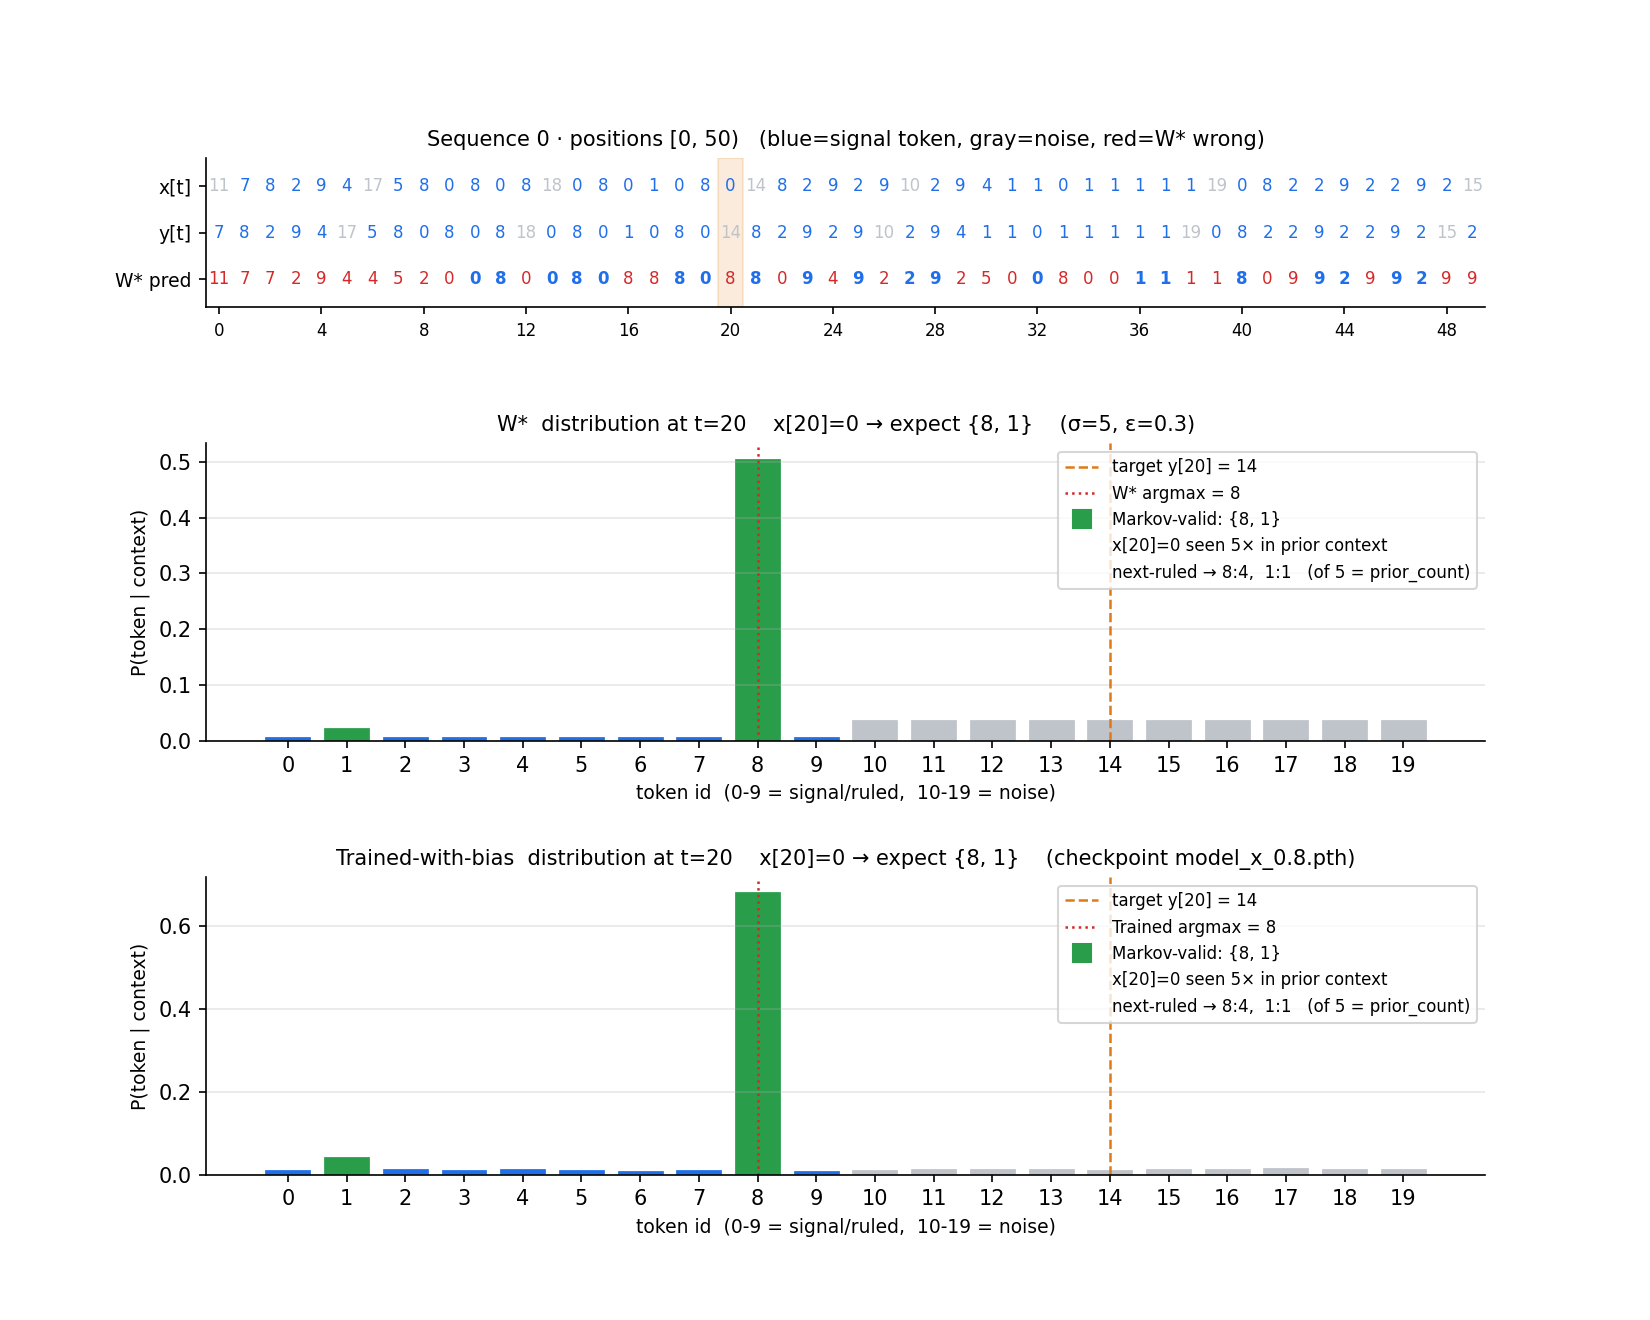 Sequence 0 · positions [0, 50)   (blue=signal token, gray=noise, red=W* wrong)
x[t] 11 7 8 2 9 4 17 5 8 0 8 0 8 18 0 8 0 1 0 8 0 14 8 2 9 2 9 10 2 9 4 1 1 0 1 1 1 1 1 19 0 8 2 2 9 2 2 9 2 15
y[t] 7 8 2 9 4 17 5 8 0 8 0 8 18 0 8 0 1 0 8 0 14 8 2 9 2 9 10 2 9 4 1 1 0 1 1 1 1 1 19 0 8 2 2 9 2 2 9 2 15 2
W* pred 11 7 7 2 9 4 4 5 2 0 0 8 0 0 8 0 8 8 8 0 8 8 0 9 4 9 2 2 9 2 5 0 0 8 0 0 1 1 1 1 8 0 9 9 2 9 9 2 9 9
0 4 8 12 16 20 24 28 32 36 40 44 48
W*  distribution at t=20    x[20]=0 → expect {8, 1}    (σ=5, ε=0.3)
P(token | context)
0.5
0.4
0.3
0.2
0.1
0.0
target y[20] = 14
W* argmax = 8
Markov-valid: {8, 1}
x[20]=0 seen 5× in prior context
next-ruled → 8:4,  1:1   (of 5 = prior_count)
0 1 2 3 4 5 6 7 8 9 10 11 12 13 14 15 16 17 18 19
token id  (0-9 = signal/ruled,  10-19 = noise)
Trained-with-bias  distribution at t=20    x[20]=0 → expect {8, 1}    (checkpoint model_x_0.8.pth)
P(token | context)
0.6
0.4
0.2
0.0
target y[20] = 14
Trained argmax = 8
Markov-valid: {8, 1}
x[20]=0 seen 5× in prior context
next-ruled → 8:4,  1:1   (of 5 = prior_count)
0 1 2 3 4 5 6 7 8 9 10 11 12 13 14 15 16 17 18 19
token id  (0-9 = signal/ruled,  10-19 = noise)